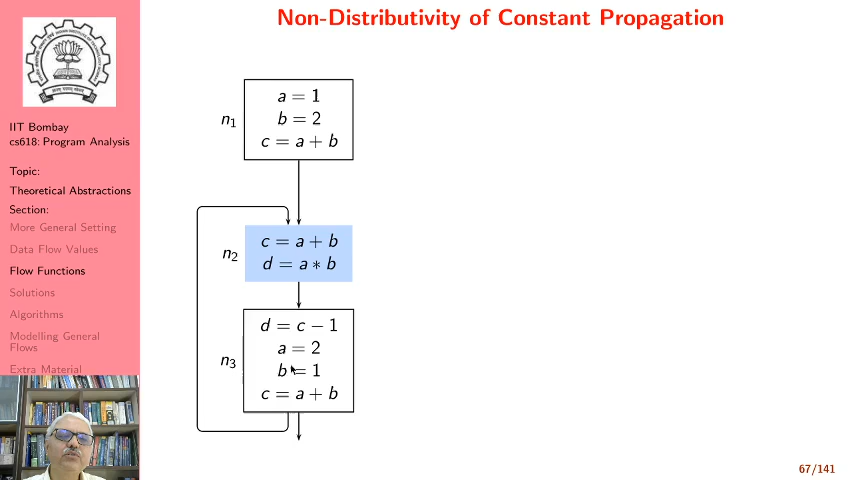 Non-Distributivity of Constant Propagation
IIT Bombay
cs618: Program Analysis
Topic:
Theoretical Abstractions
Section:
More General Setting
Data Flow Values
Flow Functions
Solutions
Algorithms
Modelling General
Flows
Extra Material
n₁
a = 1
b = 2
c = a + b
n₂
c = a + b
d = a ∗ b
n₃
d = c − 1
a = 2
b = 1
c = a + b
67/141